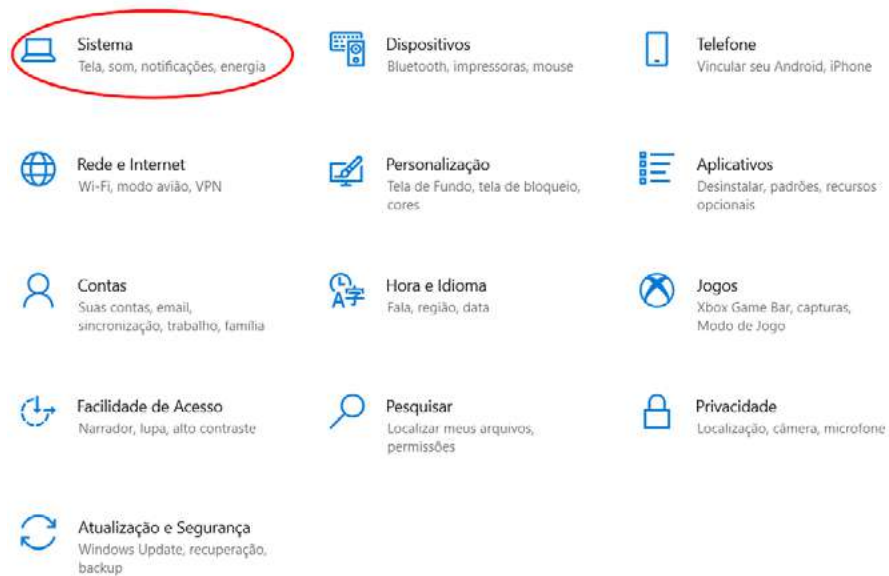 Sistema
Tela, som, notificações, energia
Dispositivos
Bluetooth, impressoras, mouse
Telefone
Vincular seu Android, iPhone
Rede e Internet
Wi-Fi, modo avião, VPN
Personalização
Tela de Fundo, tela de bloqueio,
cores
Aplicativos
Desinstalar, padrões, recursos
opcionais
Contas
Suas contas, email,
sincronização, trabalho, família
Hora e Idioma
Fala, região, data
Jogos
Xbox Game Bar, capturas,
Modo de Jogo
Facilidade de Acesso
Narrador, lupa, alto contraste
Pesquisar
Localizar meus arquivos,
permissões
Privacidade
Localização, câmera, microfone
Atualização e Segurança
Windows Update, recuperação,
backup